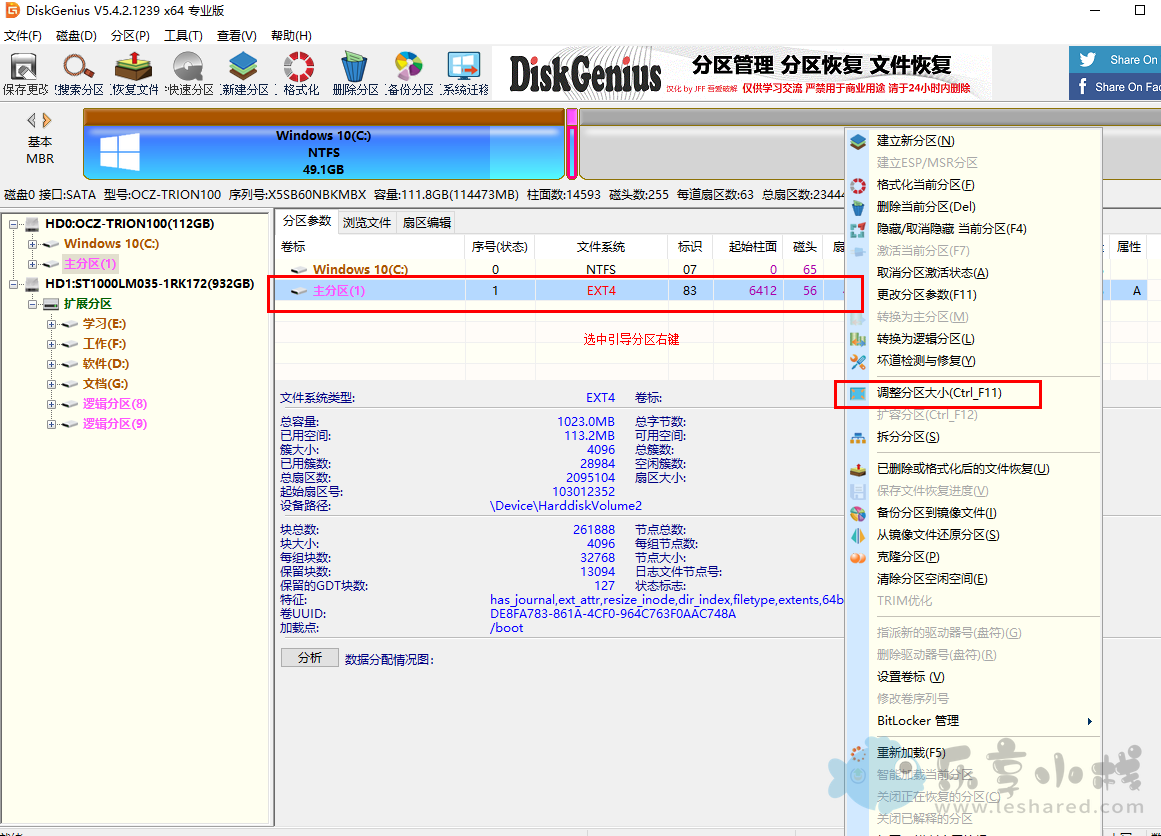 DiskGenius V5.4.2.1239 x64 专业版
文件(F) 磁盘(D) 分区(P) 工具(T) 查看(V) 帮助(H)
保存更改 搜索分区 恢复文件 快速分区 新建分区 格式化 删除分区 备份分区 系统迁移
DiskGenius 分区管理 分区恢复 文件恢复
汉化 by JFF 吾爱破解 仅供学习交流 严禁用于商业用途 请于24小时内删除
Share On
Share On Fac
基本
MBR
Windows 10(C:)
NTFS
49.1GB
磁盘0 接口:SATA 型号:OCZ-TRION100 序列号:X5SB60NBKMBX 容量:111.8GB(114473MB) 柱面数:14593 磁头数:255 每道扇区数:63 总扇区数:23444
HD0:OCZ-TRION100(112GB)
Windows 10(C:)
主分区(1)
HD1:ST1000LM035-1RK172(932GB)
扩展分区
学习(E:)
工作(F:)
软件(D:)
文档(G:)
逻辑分区(8)
逻辑分区(9)
分区参数 浏览文件 扇区编辑
卷标 序号(状态) 文件系统 标识 起始柱面 磁头 属性
Windows 10(C:) 0 NTFS 07 0 65
主分区(1) 1 EXT4 83 6412 56 A
选中引导分区右键
文件系统类型: EXT4 卷标:
总容量: 1023.0MB 总字节数:
已用空间: 113.2MB 可用空间:
簇大小: 4096 总簇数:
已用簇数: 28984 空闲簇数:
总扇区数: 2095104 扇区大小:
起始扇区号: 103012352
设备路径: \Device\HarddiskVolume2
块总数: 261888 节点总数:
块大小: 4096 每组节点数:
每组块数: 32768 节点大小:
保留块数: 13094 日志文件节点号:
保留的GDT块数: 127 状态标志:
特征: has_journal,ext_attr,resize_inode,dir_index,filetype,extents,64b
卷UUID: DE8FA783-861A-4CF0-964C763F0AAC748A
加载点: /boot
分析 数据分配情况图:
建立新分区(N)
建立ESP/MSR分区
格式化当前分区(F)
删除当前分区(Del)
隐藏/取消隐藏 当前分区(F4)
激活当前分区(F7)
取消分区激活状态(A)
更改分区参数(F11)
转换为主分区(M)
转换为逻辑分区(L)
坏道检测与修复(Y)
调整分区大小(Ctrl_F11)
扩容分区(Ctrl_F12)
拆分分区(S)
已删除或格式化后的文件恢复(U)
保存文件恢复进度(V)
备份分区到镜像文件(I)
从镜像文件还原分区(S)
克隆分区(P)
清除分区空闲空间(E)
TRIM优化
指派新的驱动器号(盘符)(G)
删除驱动器号(盘符)(R)
设置卷标 (V)
修改卷序列号
BitLocker 管理
重新加载(F5)
智能加载当前分区
关闭正在恢复的分区(C)
关闭已解释的分区
乐享小栈
www.leshared.com